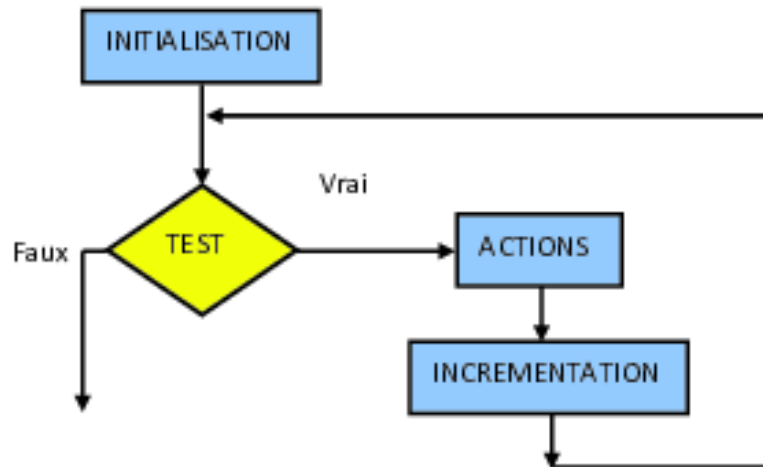 INITIALISATION
Vrai
Faux
TEST
ACTIONS
INCREMENTATION